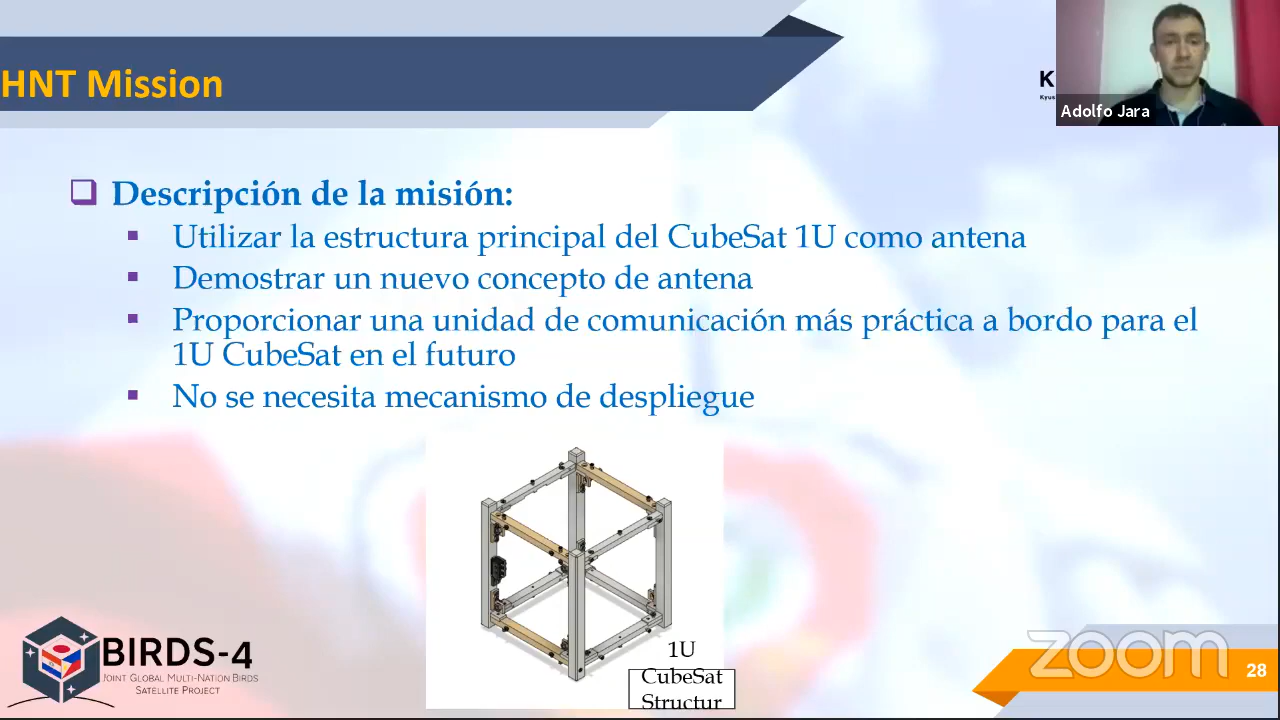 HNT Mission
K
Kyus
Adolfo Jara
Descripción de la misión:
Utilizar la estructura principal del CubeSat 1U como antena
Demostrar un nuevo concepto de antena
Proporcionar una unidad de comunicación más práctica a bordo para el
1U CubeSat en el futuro
No se necesita mecanismo de despliegue
1U
CubeSat
Structur
BIRDS-4
JOINT GLOBAL MULTI-NATION BIRDS
SATELLITE PROJECT
zoom
28